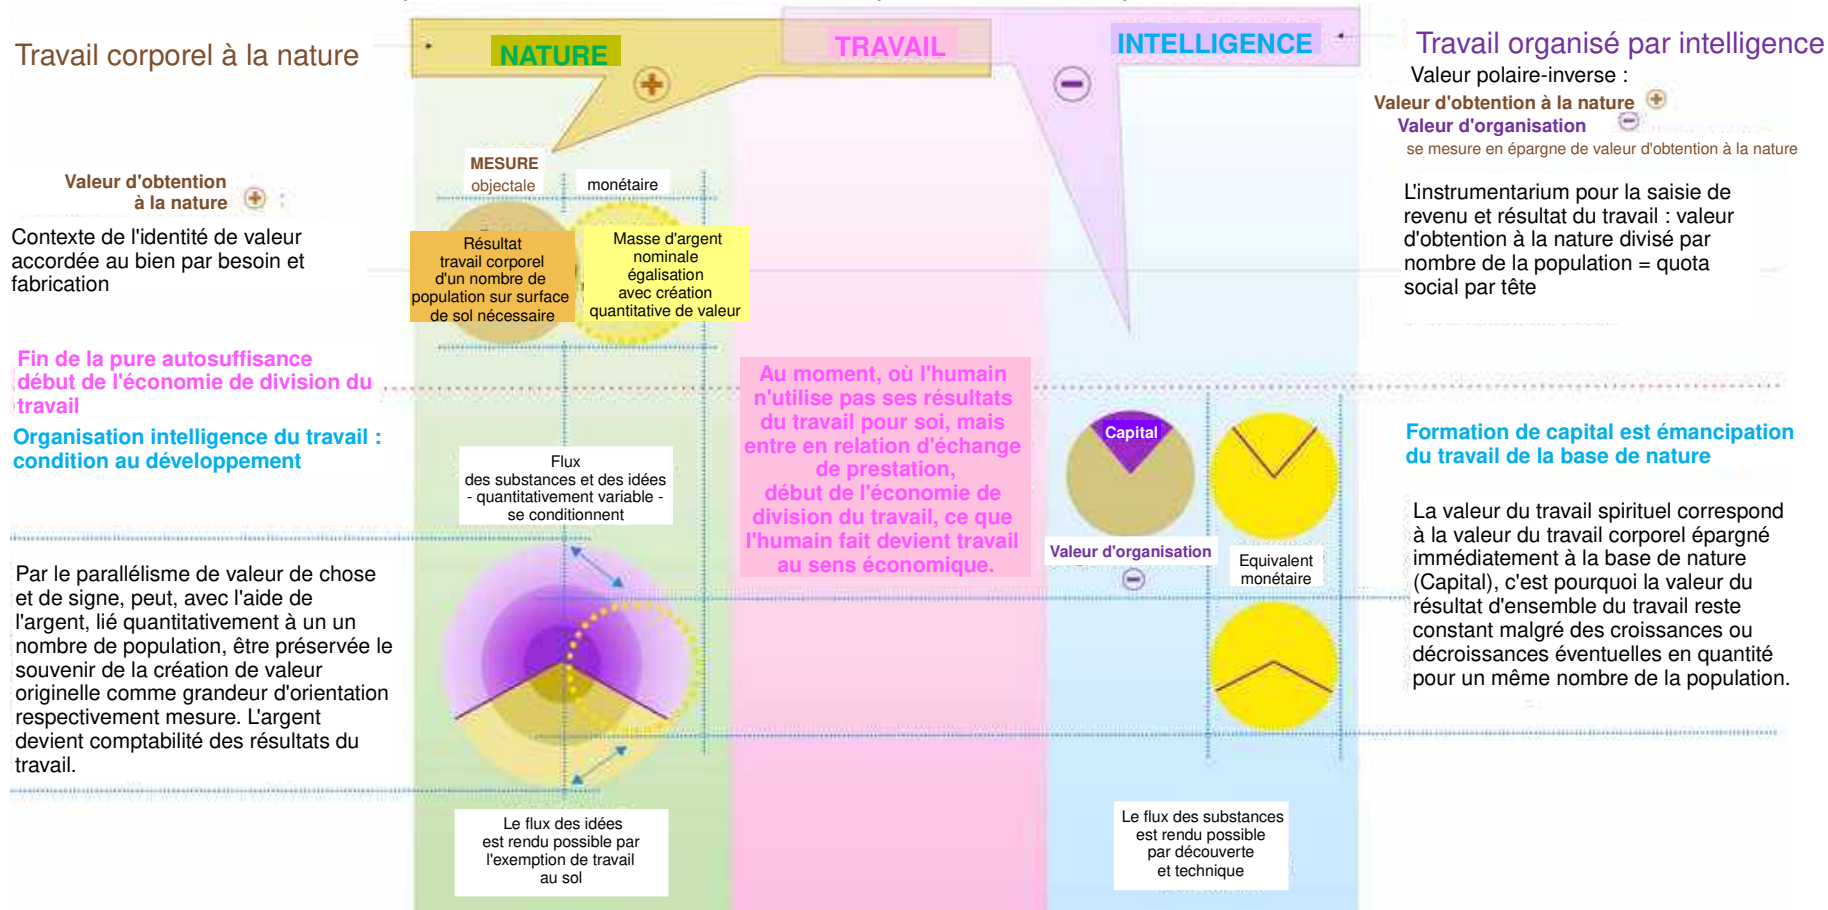 Travail corporel à la nature
NATURE
TRAVAIL
INTELLIGENCE
Travail organisé par intelligence
Valeur polaire-inverse :
Valeur d'obtention à la nature
Valeur d'organisation
se mesure en épargne de valeur d'obtention à la nature
MESURE
objectale
monétaire
Valeur d'obtention
à la nature
:
Contexte de l'identité de valeur
accordée au bien par besoin et
fabrication
Résultat
travail corporel
d'un nombre de
population sur surface
de sol nécessaire
Masse d'argent
nominale
égalisation
avec création
quantitative de valeur
L'instrumentarium pour la saisie de
revenu et résultat du travail : valeur
d'obtention à la nature divisé par
nombre de la population = quota
social par tête
Fin de la pure autosuffisance
début de l'économie de division du
travail
Organisation intelligence du travail :
condition au développement
Flux
des substances et des idées
- quantitativement variable -
se conditionnent
Au moment, où l'humain
n'utilise pas ses résultats
du travail pour soi, mais
entre en relation d'échange
de prestation,
début de l'économie de
division du travail, ce que
l'humain fait devient travail
au sens économique.
Capital
Valeur d'organisation
Equivalent
monétaire
Formation de capital est émancipation
du travail de la base de nature
La valeur du travail spirituel correspond
à la valeur du travail corporel épargné
immédiatement à la base de nature
(Capital), c'est pourquoi la valeur du
résultat d'ensemble du travail reste
constant malgré des croissances ou
décroissances éventuelles en quantité
pour un même nombre de la population.
Par le parallélisme de valeur de chose
et de signe, peut, avec l'aide de
l'argent, lié quantitativement à un un
nombre de population, être préservée le
souvenir de la création de valeur
originelle comme grandeur d'orientation
respectivement mesure. L'argent
devient comptabilité des résultats du
travail.
Le flux des idées
est rendu possible par
l'exemption de travail
au sol
Le flux des substances
est rendu possible
par découverte
et technique